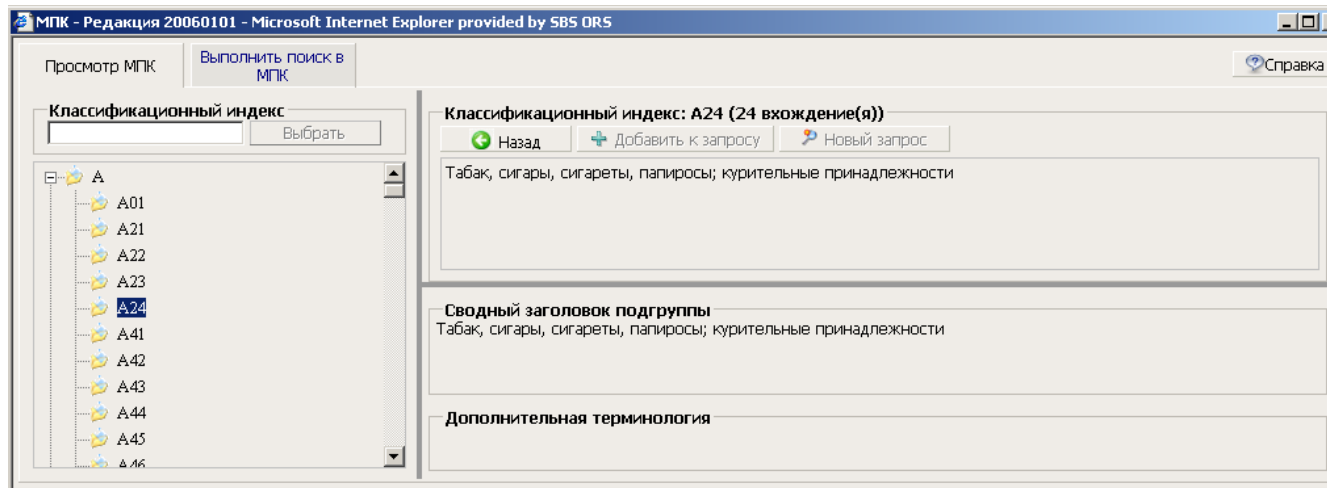 МПК - Редакция 20060101 - Microsoft Internet Explorer provided by SBS ORS
Просмотр МПК
Выполнить поиск в
МПК
Справка
Классификационный индекс
Выбрать
A
A01
A21
A22
A23
A24
A41
A42
A43
A44
A45
A46
Классификационный индекс: A24 (24 вхождение(я))
Назад
Добавить к запросу
Новый запрос
Табак, сигары, сигареты, папиросы; курительные принадлежности
Сводный заголовок подгруппы
Табак, сигары, сигареты, папиросы; курительные принадлежности
Дополнительная терминология